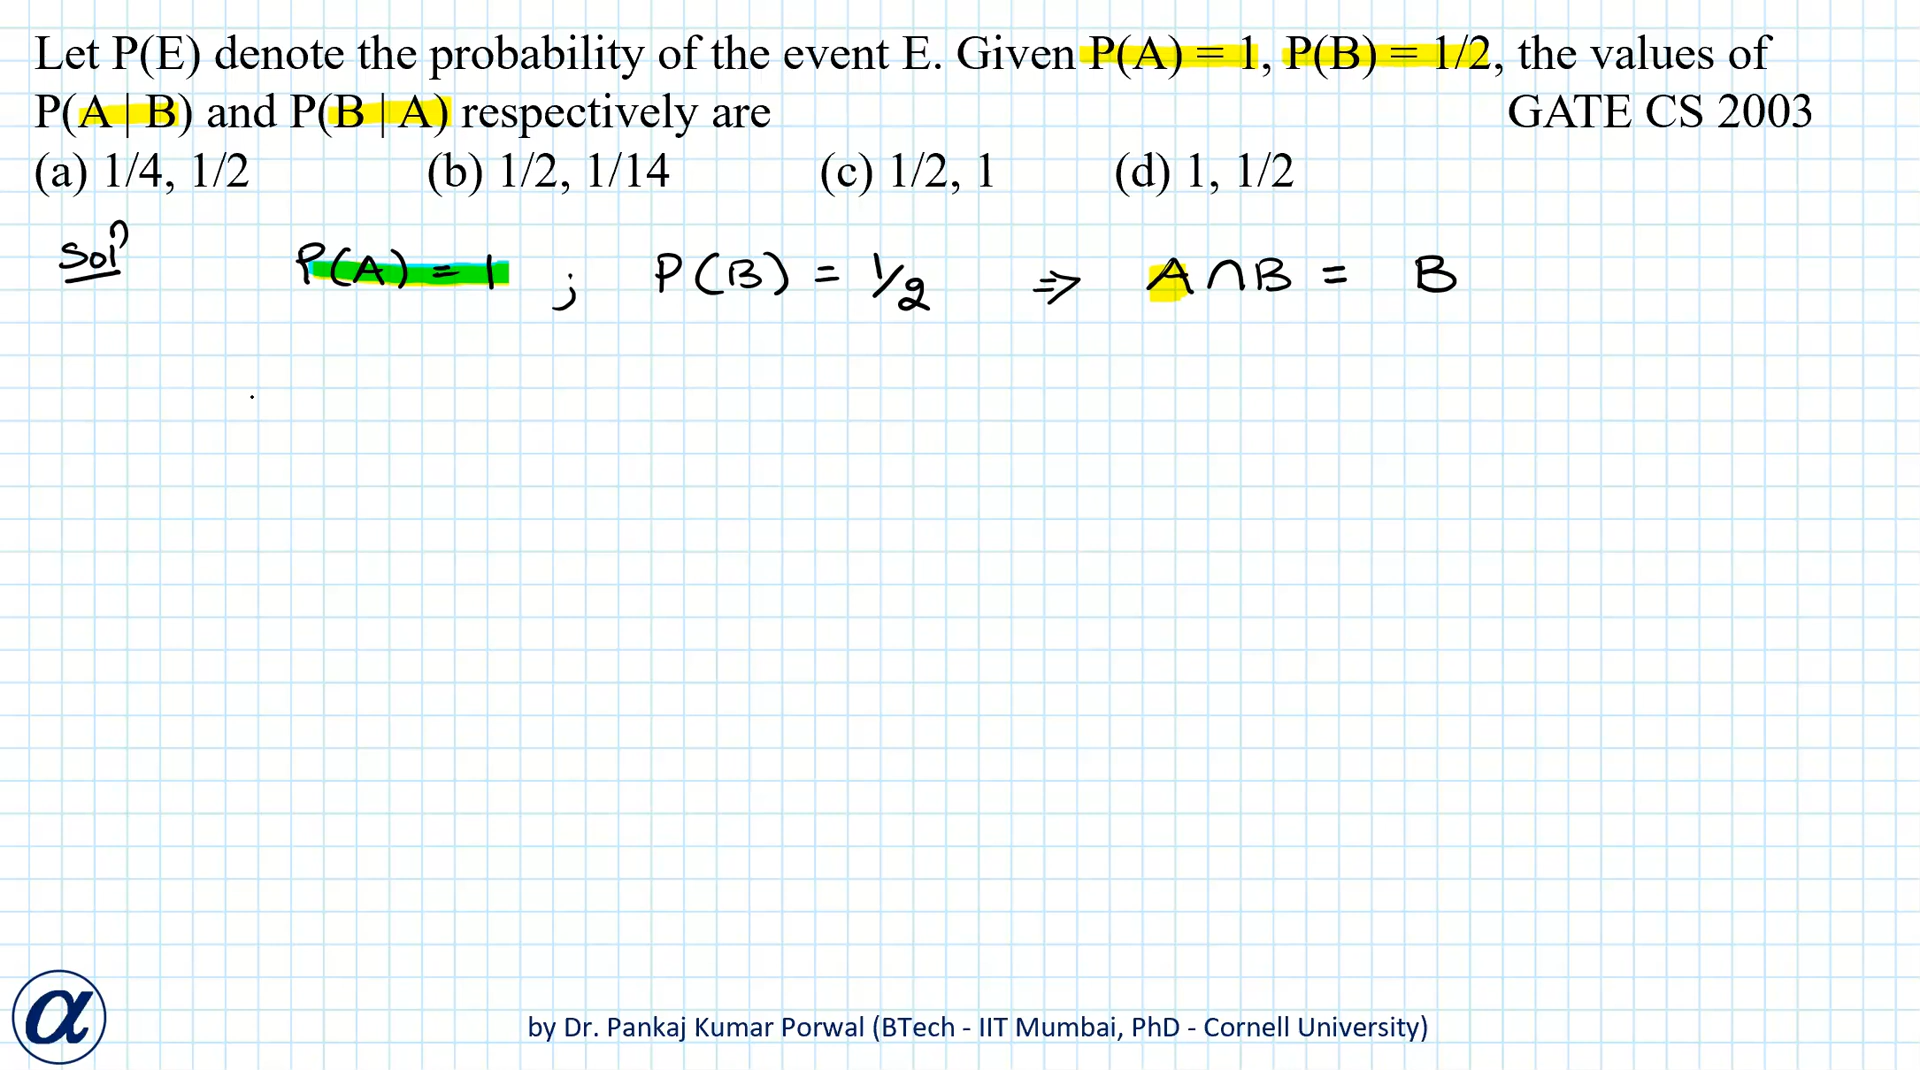 Let P(E) denote the probability of the event E. Given P(A) = 1, P(B) = 1/2, the values of
P(A | B) and P(B | A) respectively are GATE CS 2003
(a) 1/4, 1/2 (b) 1/2, 1/14 (c) 1/2, 1 (d) 1, 1/2
Solⁿ P(A) = 1 ; P(B) = 1/2 ⇒ A ∩ B = B
α
by Dr. Pankaj Kumar Porwal (BTech - IIT Mumbai, PhD - Cornell University)